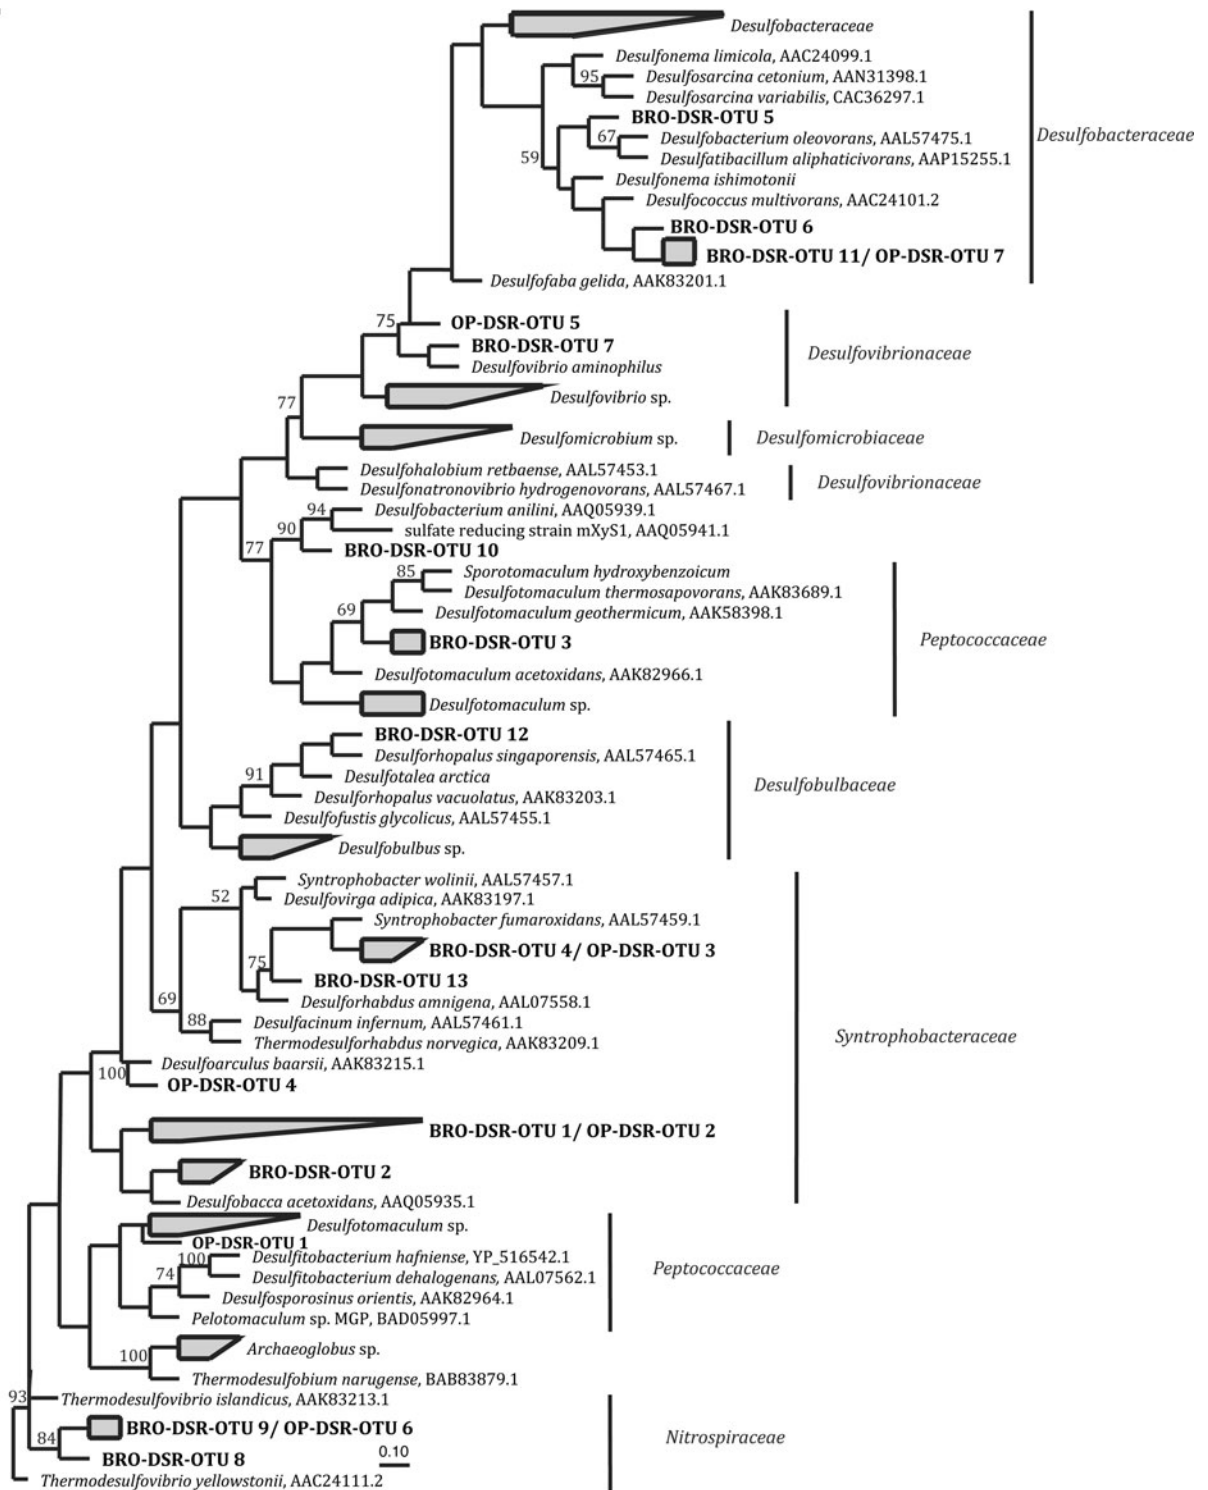 Desulfobacteraceae
Desulfonema limicola, AAC24099.1
95
Desulfosarcina cetonium, AAN31398.1
Desulfosarcina variabilis, CAC36297.1
BRO-DSR-OTU 5
Desulfobacteraceae
67
Desulfobacterium oleovorans, AAL57475.1
59
Desulfatibacillum aliphaticivorans, AAP15255.1
Desulfonema ishimotonii
Desulfococcus multivorans, AAC24101.2
BRO-DSR-OTU 6
BRO-DSR-OTU 11/ OP-DSR-OTU 7
Desulfofaba gelida, AAK83201.1
75
OP-DSR-OTU 5
BRO-DSR-OTU 7
Desulfovibrionaceae
Desulfovibrio aminophilus
Desulfovibrio sp.
77
Desulfomicrobium sp.
Desulfomicrobiaceae
Desulfohalobium retbaense, AAL57453.1
Desulfovibrionaceae
Desulfonatronovibrio hydrogenovorans, AAL57467.1
94
Desulfobacterium anilini, AAQ05939.1
90
sulfate reducing strain mXyS1, AAQ05941.1
77
BRO-DSR-OTU 10
85
Sporotomaculum hydroxybenzoicum
Desulfotomaculum thermosapovorans, AAK83689.1
69
Desulfotomaculum geothermicum, AAK58398.1
BRO-DSR-OTU 3
Peptococcaceae
Desulfotomaculum acetoxidans, AAK82966.1
Desulfotomaculum sp.
BRO-DSR-OTU 12
Desulforhopalus singaporensis, AAL57465.1
91
Desulfotalea arctica
Desulfobulbaceae
Desulforhopalus vacuolatus, AAK83203.1
Desulfofustis glycolicus, AAL57455.1
Desulfobulbus sp.
Syntrophobacter wolinii, AAL57457.1
52
Desulfovirga adipica, AAK83197.1
Syntrophobacter fumaroxidans, AAL57459.1
BRO-DSR-OTU 4/ OP-DSR-OTU 3
75
BRO-DSR-OTU 13
69
Desulforhabdus amnigena, AAL07558.1
88
Desulfacinum infernum, AAL57461.1
Thermodesulforhabdus norvegica, AAK83209.1
Syntrophobacteraceae
Desulfoarculus baarsii, AAK83215.1
100
OP-DSR-OTU 4
BRO-DSR-OTU 1/ OP-DSR-OTU 2
BRO-DSR-OTU 2
Desulfobacca acetoxidans, AAQ05935.1
Desulfotomaculum sp.
OP-DSR-OTU 1
100
Desulfitobacterium hafniense, YP_516542.1
Peptococcaceae
74
Desulfitobacterium dehalogenans, AAL07562.1
Desulfosporosinus orientis, AAK82964.1
Pelotomaculum sp. MGP, BAD05997.1
Archaeoglobus sp.
100
Thermodesulfobium narugense, BAB83879.1
93
Thermodesulfovibrio islandicus, AAK83213.1
BRO-DSR-OTU 9/ OP-DSR-OTU 6
Nitrospiraceae
84
BRO-DSR-OTU 8
0.10
Thermodesulfovibrio yellowstonii, AAC24111.2